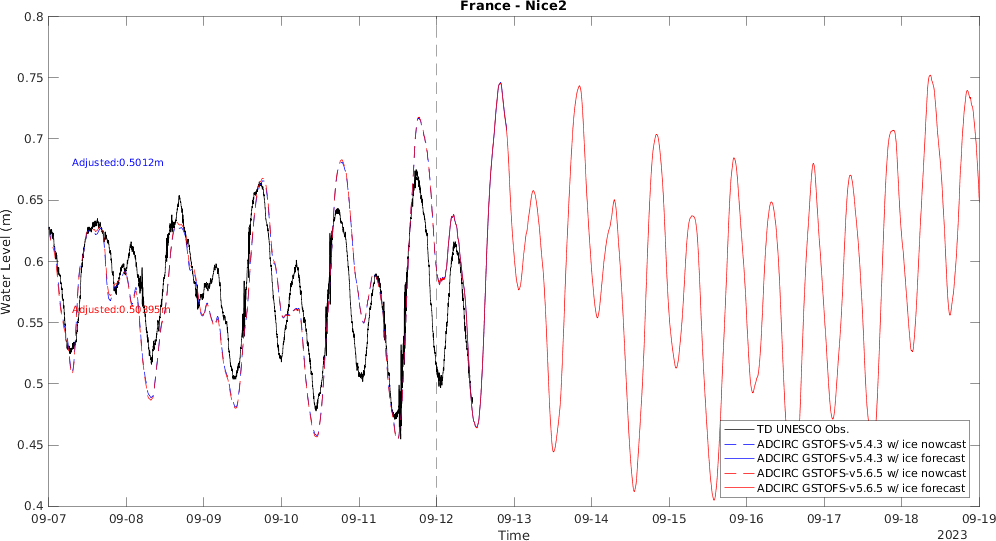 France - Nice2
0.8
0.75
0.7
0.65
0.6
0.55
0.5
0.45
0.4
Water Level (m)
Adjusted:0.5012m
Adjusted:0.50395m
TD UNESCO Obs.
ADCIRC GSTOFS-v5.4.3 w/ ice nowcast
ADCIRC GSTOFS-v5.4.3 w/ ice forecast
ADCIRC GSTOFS-v5.6.5 w/ ice nowcast
ADCIRC GSTOFS-v5.6.5 w/ ice forecast
09-07 09-08 09-09 09-10 09-11 09-12 09-13 09-14 09-15 09-16 09-17 09-18 09-19
Time
2023